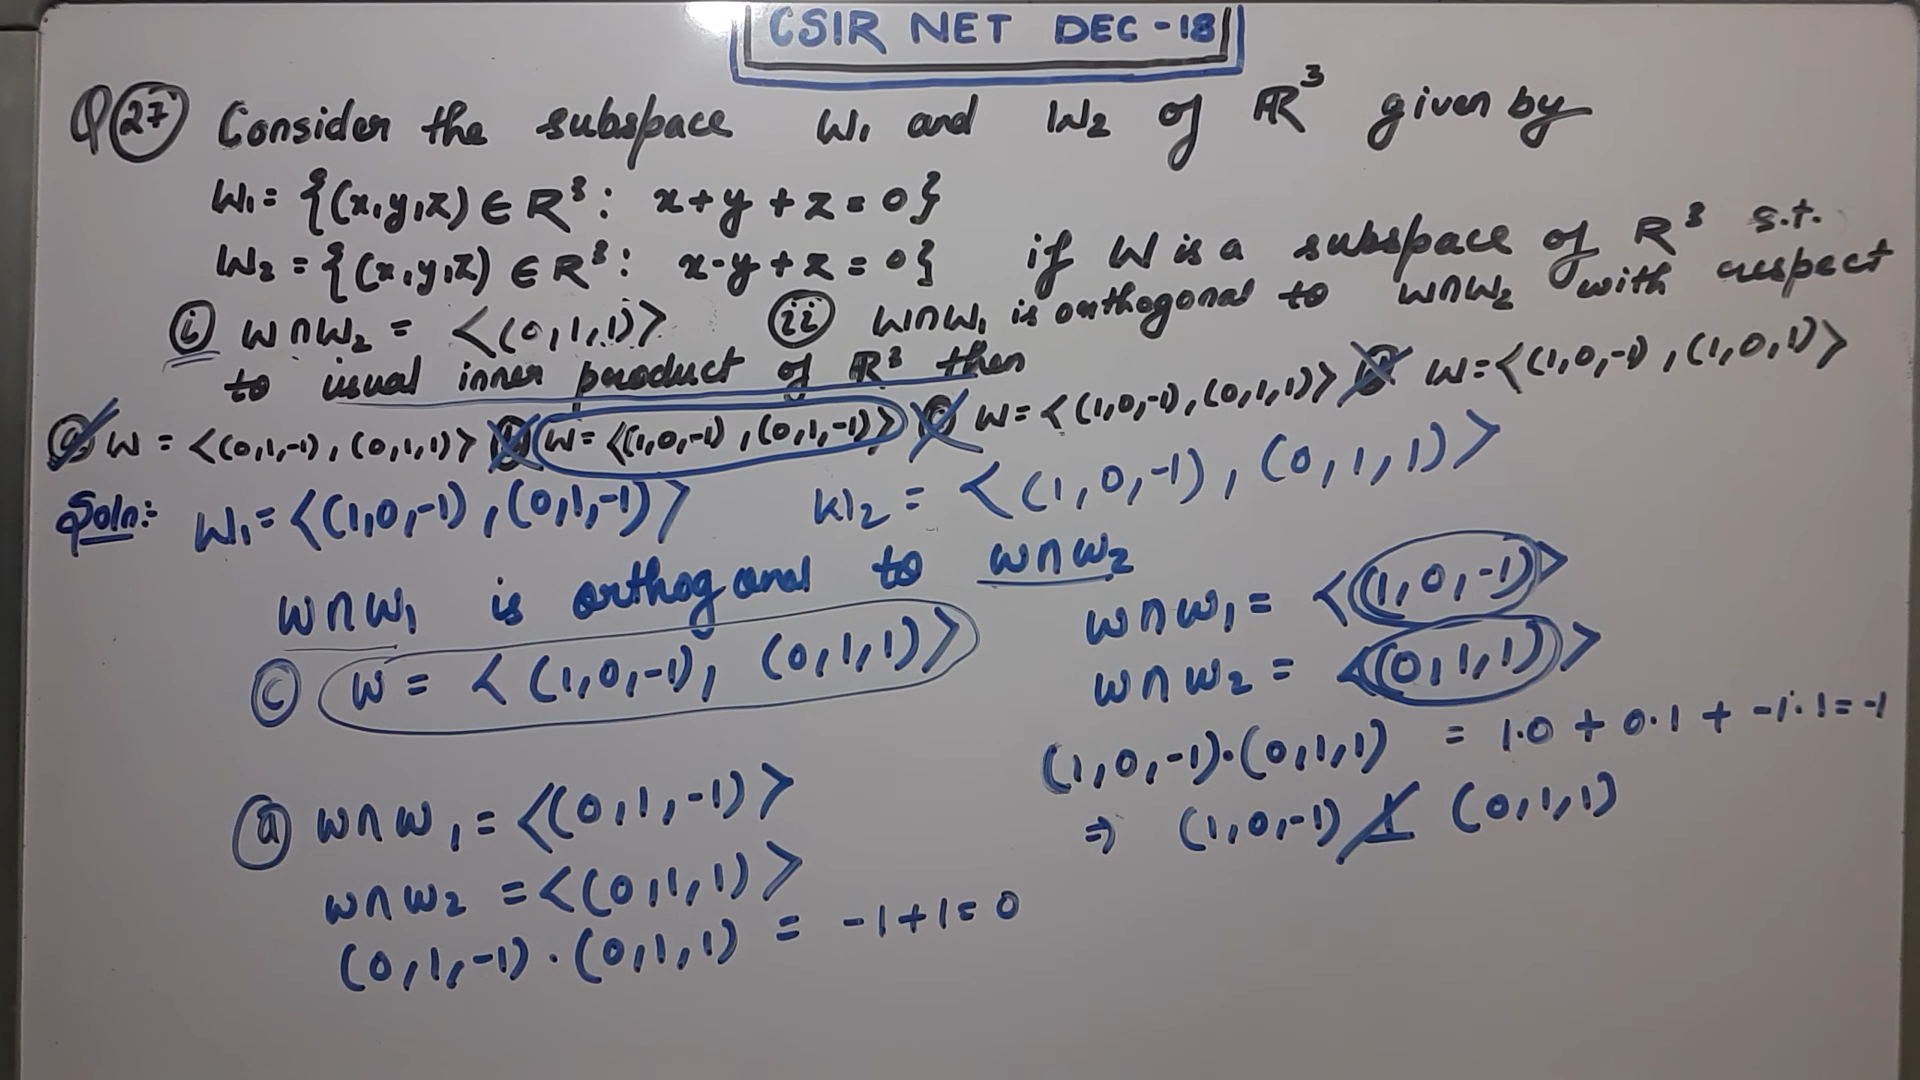 CSIR NET DEC-18
Q 27 Consider the subspace W₁ and W₂ of ℝ³ given by
W₁ = {(x,y,z) ∈ R³ : x+y+z=0}
W₂ = {(x,y,z) ∈ R³ : x-y+z=0} if W is a subspace of R³ s.t.
(i) W∩W₂ = <(0,1,1)> (ii) W∩W₁ is orthogonal to W∩W₂ with respect
to usual inner product of R³ then
(a) W = <(0,1,-1), (0,1,1)> (b) W = <(1,0,-1), (0,1,-1)> (c) W = <(1,0,-1), (0,1,1)> (d) W = <(1,0,-1), (1,0,1)>
Soln: W₁ = <(1,0,-1), (0,1,-1)> W₂ = <(1,0,-1), (0,1,1)>
W∩W₁ is orthogonal to W∩W₂
(c) W = <(1,0,-1), (0,1,1)>
W∩W₁ = <(1,0,-1)>
W∩W₂ = <(0,1,1)>
(1,0,-1)·(0,1,1) = 1·0 + 0·1 + -1·1 = -1
⇒ (1,0,-1) ⊥̸ (0,1,1)
(a) W∩W₁ = <(0,1,-1)>
W∩W₂ = <(0,1,1)>
(0,1,-1)·(0,1,1) = -1+1=0